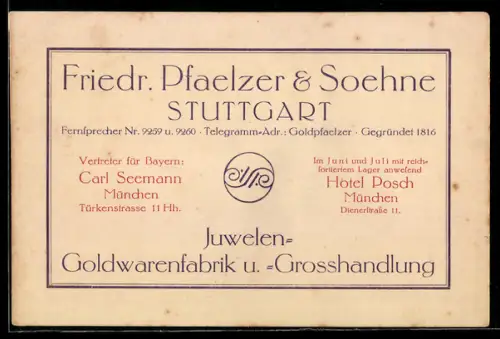 Friedr. Pfaelzer & Soehne
STUTTGART
Fernsprecher Nr. 9259 u. 9260 · Telegramm=Adr.: Goldpfaelzer · Gegründet 1816
Vertreter für Bayern:
Carl Seemann
München
Türkenstrasse 11 Hh.
Im Juni und Juli mit reich=
sortiertem Lager anwesend
Hotel Posch
München
Dienerstraße 11.
Juwelen=
Goldwarenfabrik u. =Grosshandlung